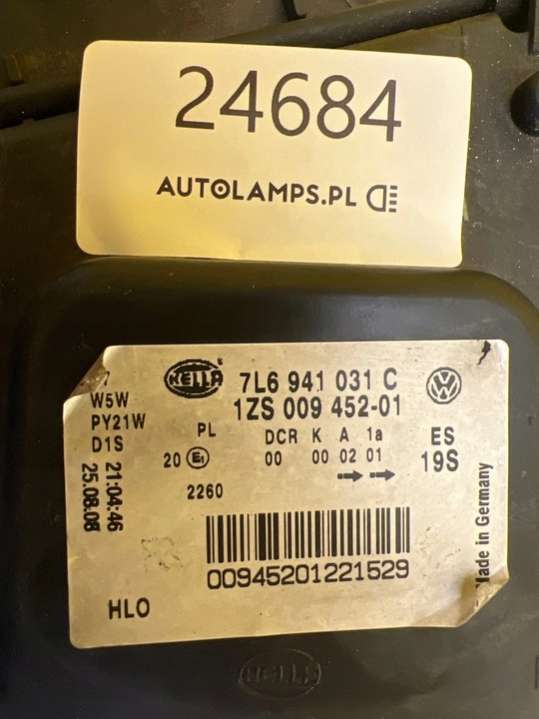 24684
AUTOLAMPS.PL
HELLA 7L6 941 031 C
1ZS 009 452-01
W5W
PY21W
D1S
PL DCR K A 1a ES
20 E1 00 00 02 01 19S
2260
21:04:46
25.08.08
00945201221529
HLO
Made in Germany
HELLA